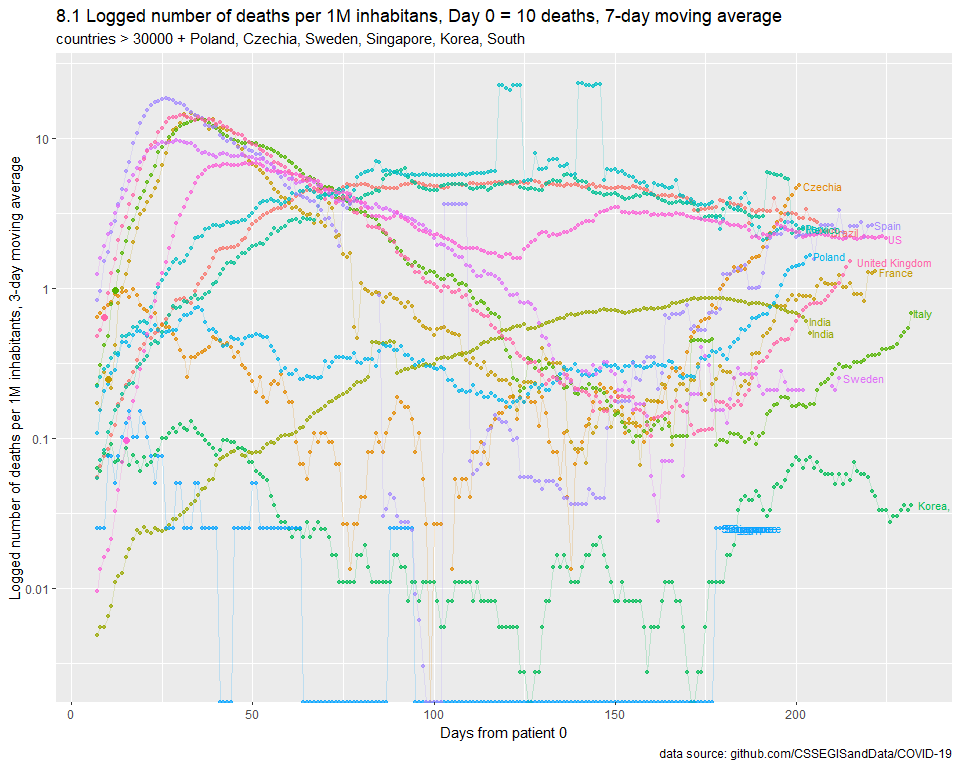 8.1 Logged number of deaths per 1M inhabitans, Day 0 = 10 deaths, 7-day moving average
countries > 30000 + Poland, Czechia, Sweden, Singapore, Korea, South
Logged number of deaths per 1M inhabitants, 3-day moving average
10
1
0.1
0.01
Czechia
Spain
Brazil
US
Poland
United Kingdom
France
Italy
India
India
Sweden
Korea,
0
50
100
150
200
Days from patient 0
data source: github.com/CSSEGISandData/COVID-19